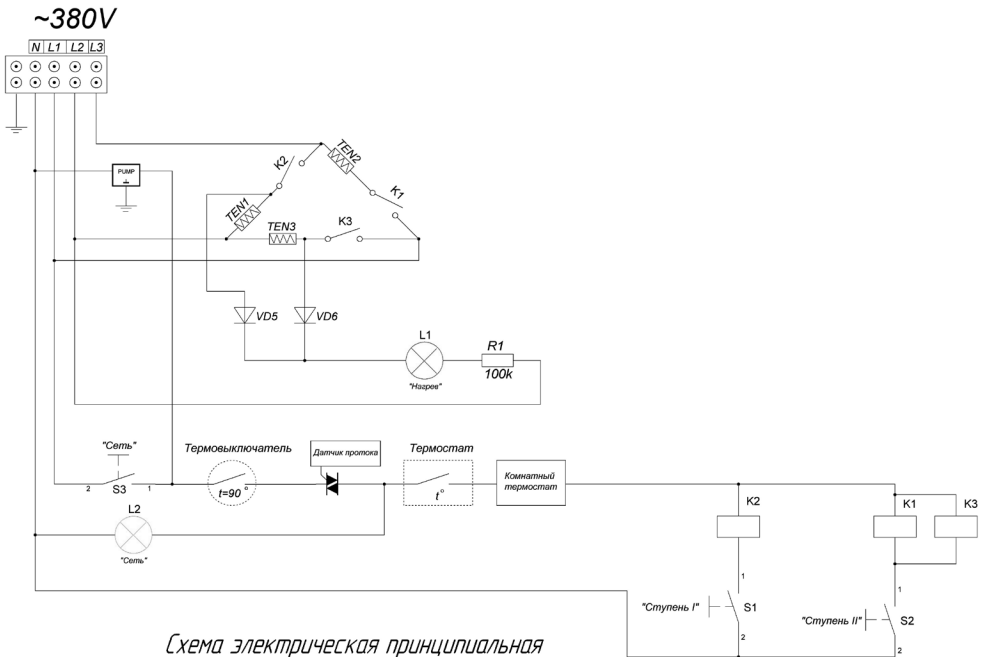 ~380V
N L1 L2 L3
PUMP
K2
TEN2
K1
TEN1
TEN3
K3
VD5
VD6
L1
"Нагрев"
R1
100k
"Сеть"
2 S3 1
Термовыключатель
t=90°
Датчик протока
Термостат
t°
Комнатный
термостат
L2
"Сеть"
K2
K1
K3
1
"Ступень I"
S1
2
1
"Ступень II"
S2
2
Схема электрическая принципиальная